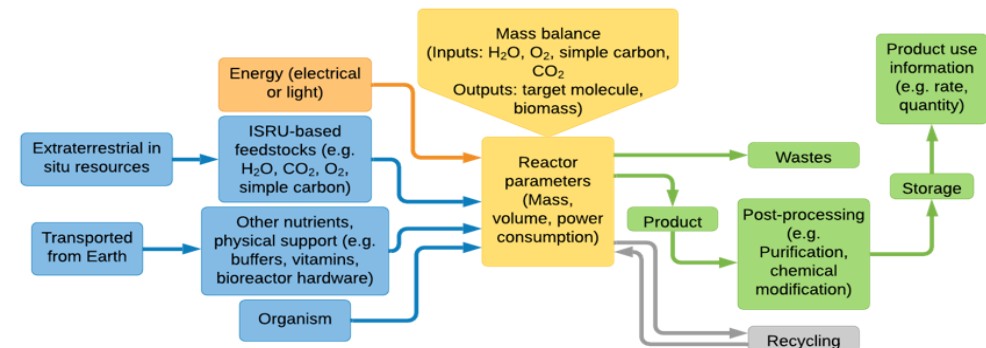 Mass balance
(Inputs: H₂O, O₂, simple carbon,
CO₂
Outputs: target molecule,
biomass)
Energy (electrical
or light)
Extraterrestrial in
situ resources
ISRU-based
feedstocks (e.g.
H₂O, CO₂, O₂,
simple carbon)
Transported
from Earth
Other nutrients,
physical support (e.g.
buffers, vitamins,
bioreactor hardware)
Organism
Reactor
parameters
(Mass,
volume, power
consumption)
Wastes
Product
Post-processing
(e.g.
Purification,
chemical
modification)
Storage
Product use
information
(e.g. rate,
quantity)
Recycling